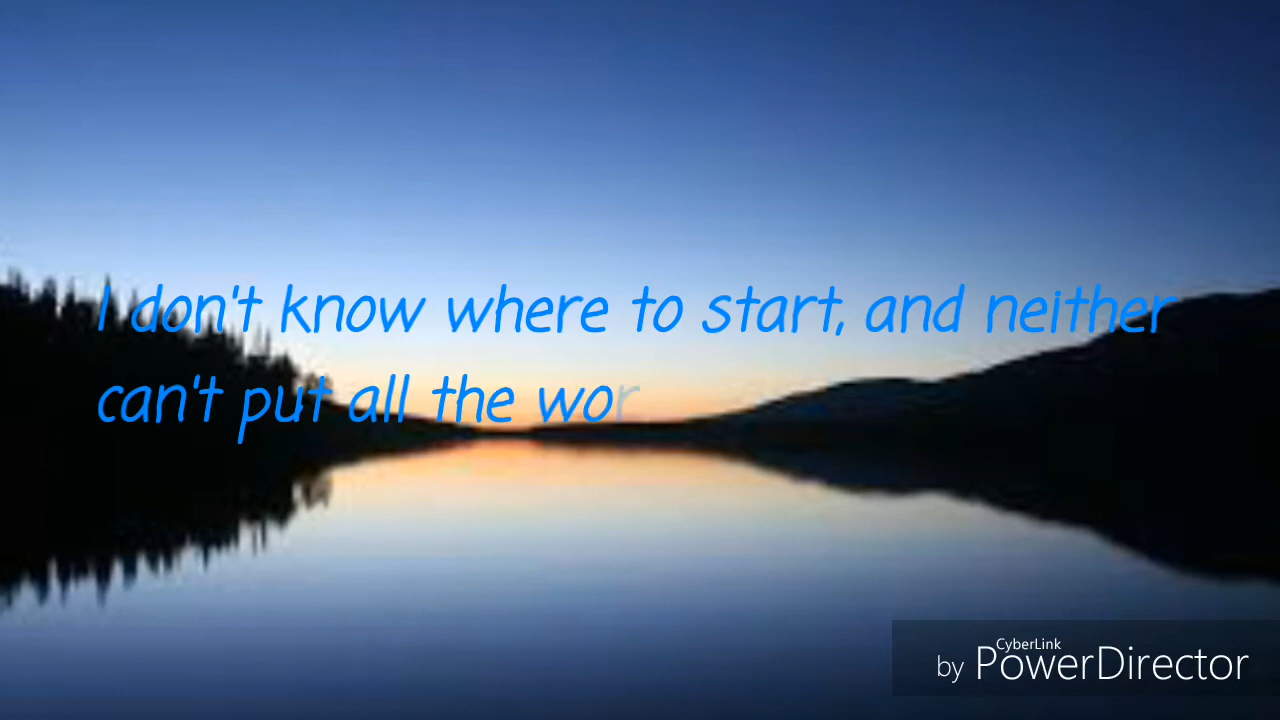 I don't know where to start, and neither
can't put all the wor
CyberLink
by PowerDirector